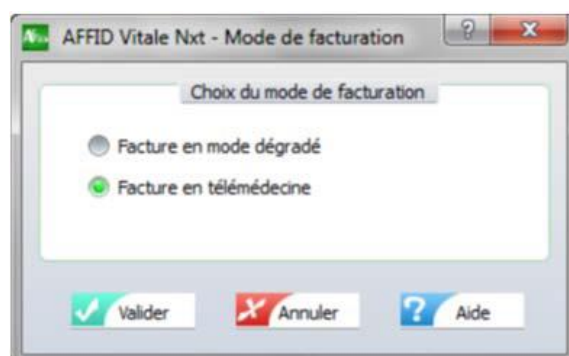 AFFID Vitale Nxt - Mode de facturation
Choix du mode de facturation
Facture en mode dégradé
Facture en télémédecine
Valider
Annuler
? Aide